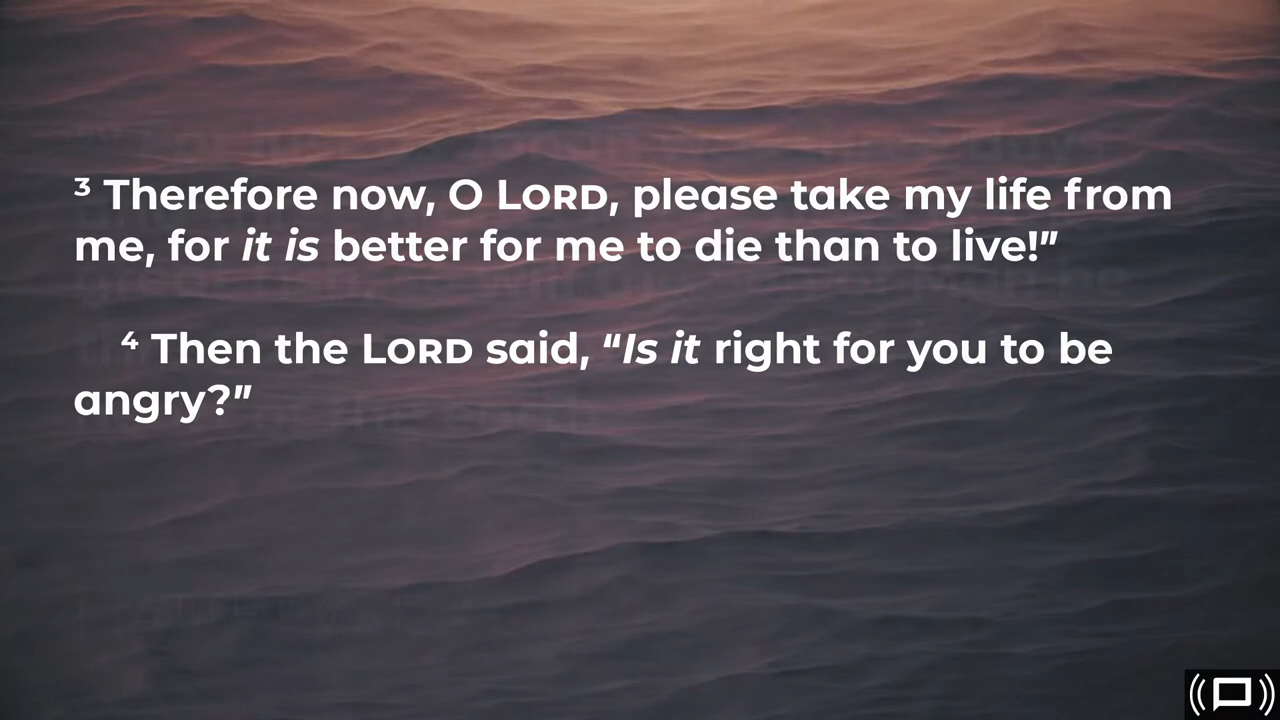 ³ Therefore now, O LORD, please take my life from
me, for it is better for me to die than to live!”
⁴ Then the LORD said, “Is it right for you to be
angry?”